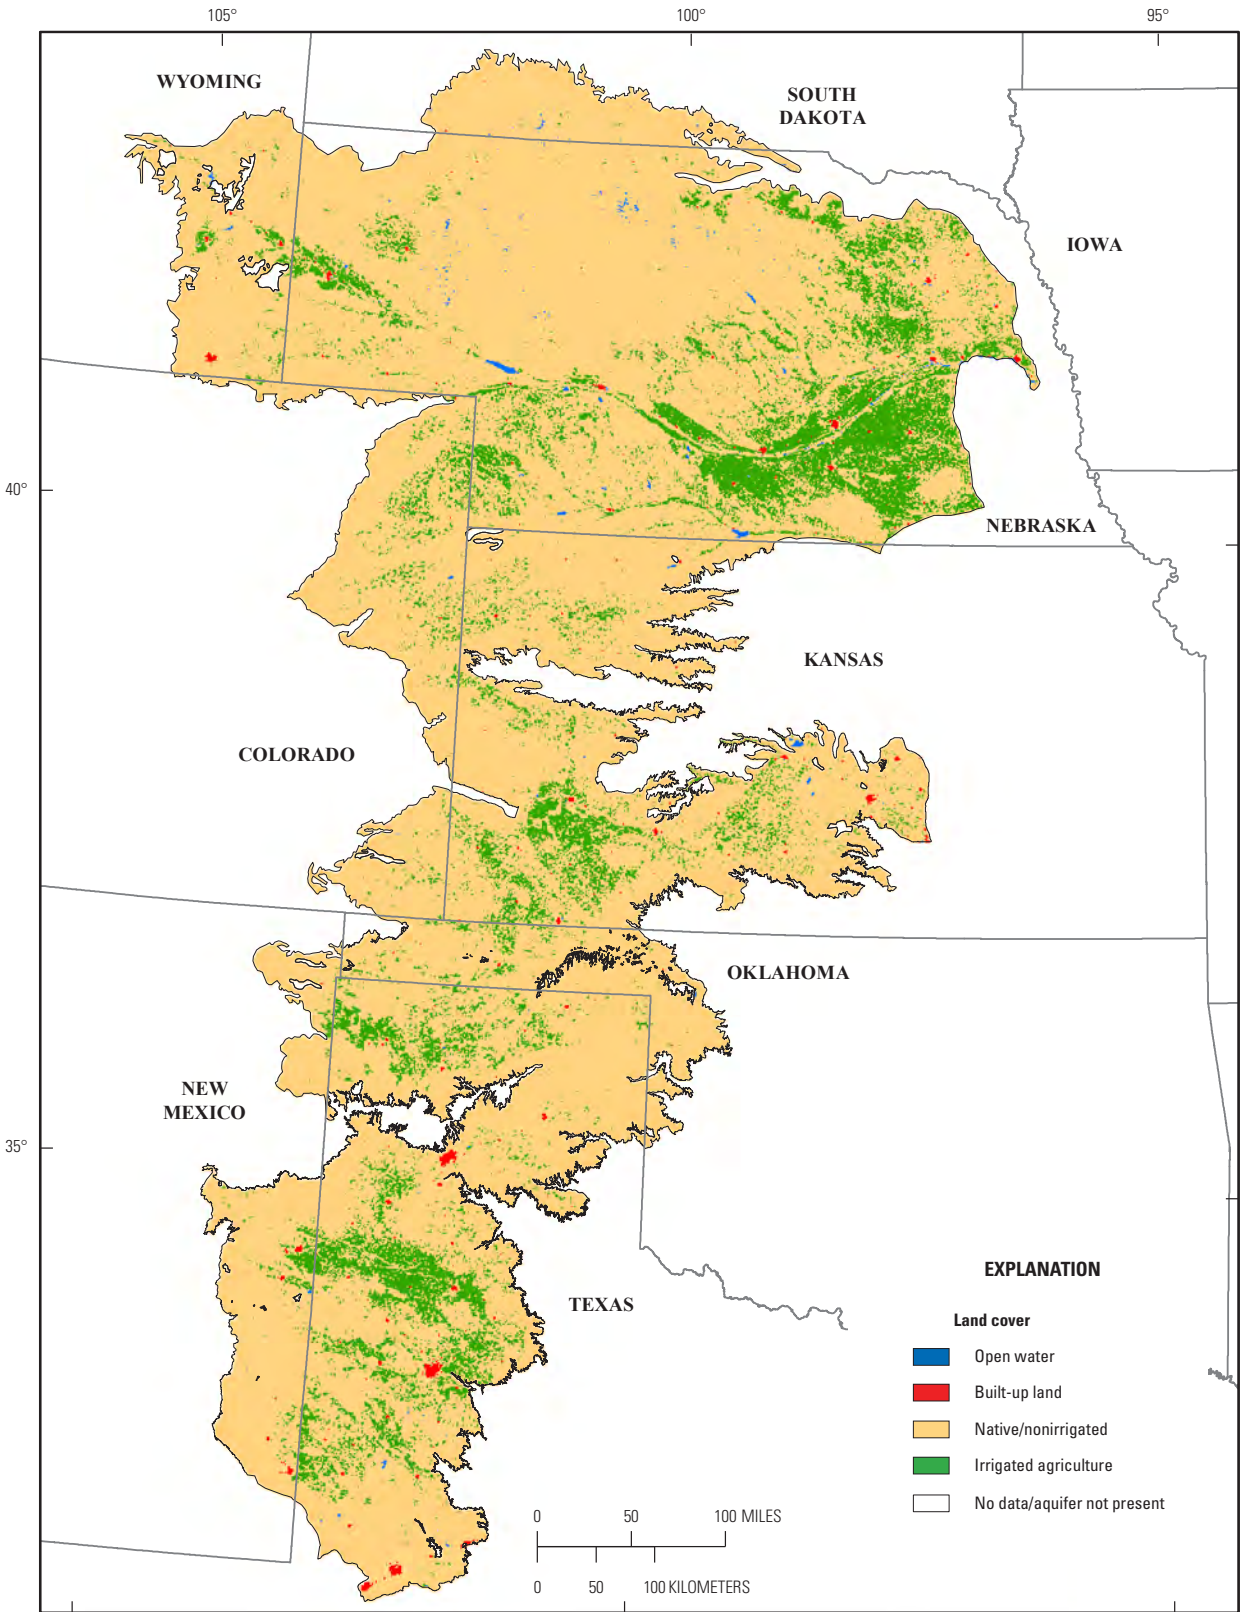 105°
100°
95°
WYOMING
SOUTH
DAKOTA
IOWA
40°
NEBRASKA
KANSAS
COLORADO
OKLAHOMA
NEW
MEXICO
35°
TEXAS
EXPLANATION
Land cover
Open water
Built-up land
Native/nonirrigated
Irrigated agriculture
No data/aquifer not present
0 50 100 MILES
0 50 100 KILOMETERS